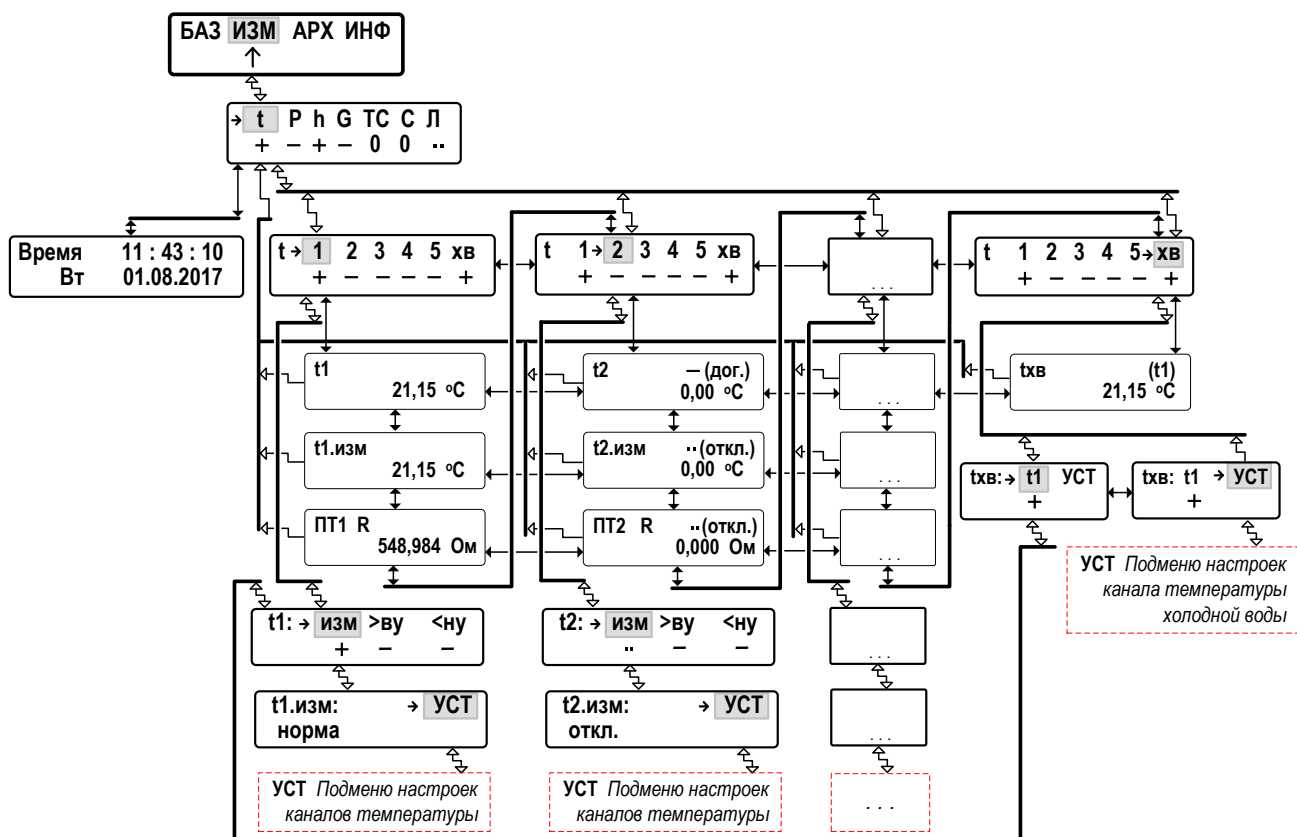 БАЗ ИЗМ АРХ ИНФ
↑
→ t P h G ТС С Л
+ − + − 0 0 ··
Время 11 : 43 : 10
Вт 01.08.2017
t → 1 2 3 4 5 хв
+ − − − − +
t 1 → 2 3 4 5 хв
+ − − − − +
. . .
t 1 2 3 4 5 → хв
+ − − − − +
t1
21,15 ºC
t2 — (дог.)
0,00 ºC
. . .
tхв (t1)
21,15 ºC
t1.изм
21,15 ºC
t2.изм ·· (откл.)
0,00 ºC
. . .
tхв: → t1 УСТ
+
tхв: t1 → УСТ
+
ПТ1 R
548,984 Ом
ПТ2 R ·· (откл.)
0,000 Ом
. . .
УСТ Подменю настроек
канала температуры
холодной воды
t1: → изм >ву <ну
+ − −
t2: → изм >ву <ну
·· − −
. . .
t1.изм: → УСТ
норма
t2.изм: → УСТ
откл.
. . .
УСТ Подменю настроек
каналов температуры
УСТ Подменю настроек
каналов температуры
. . .